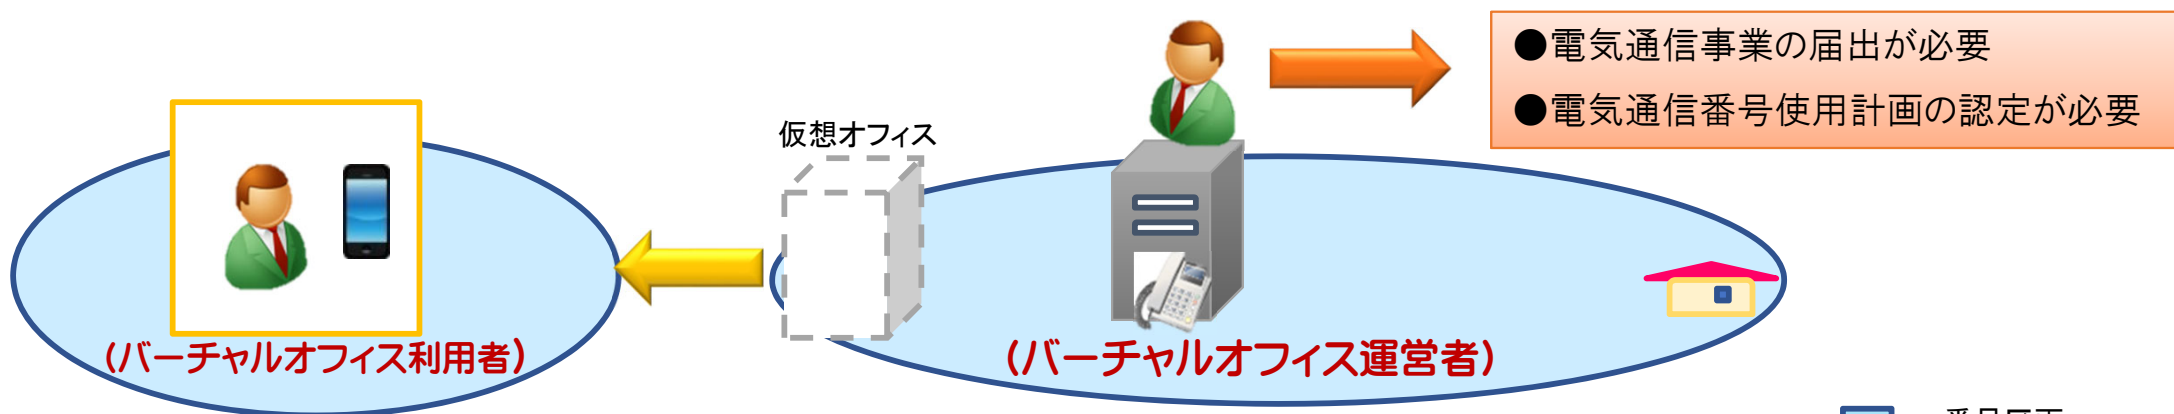 ●電気通信事業の届出が必要
●電気通信番号使用計画の認定が必要
仮想オフィス
(バーチャルオフィス利用者)
(バーチャルオフィス運営者)